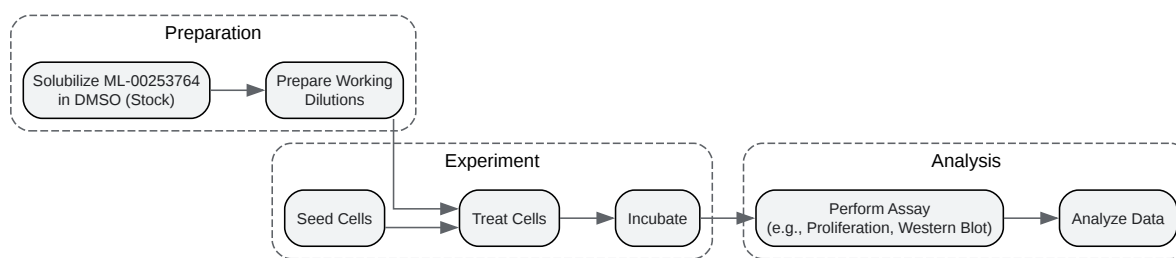 Preparation
Solubilize ML-00253764
in DMSO (Stock)
Prepare Working
Dilutions
Experiment
Seed Cells
Treat Cells
Incubate
Analysis
Perform Assay
(e.g., Proliferation, Western Blot)
Analyze Data